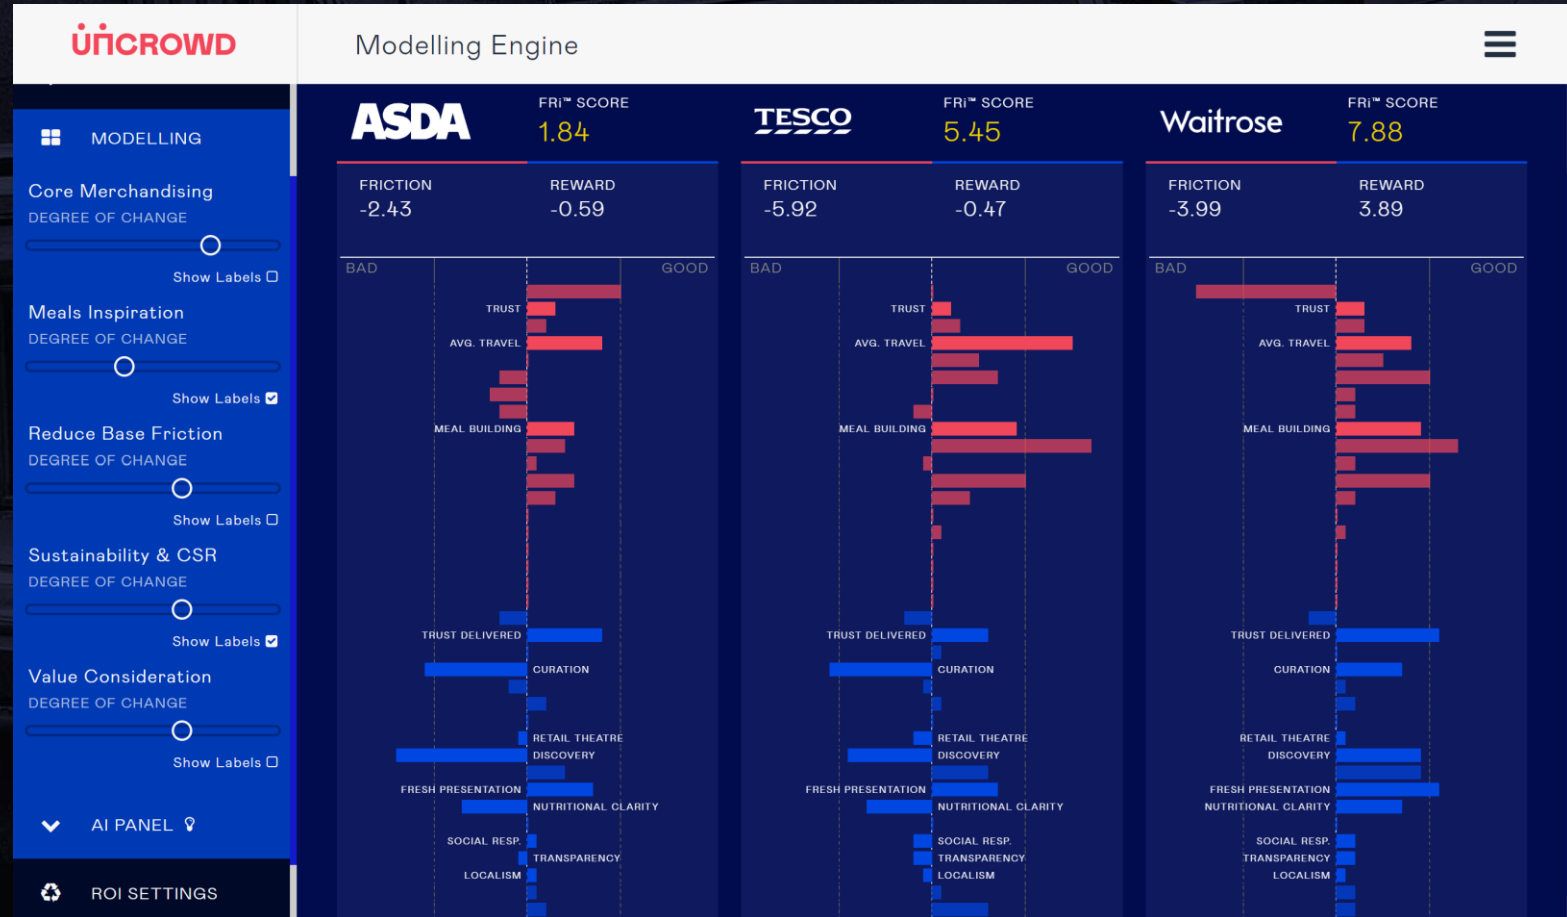 UNCROWD
Modelling Engine
MODELLING
Core Merchandising
DEGREE OF CHANGE
Show Labels
Meals Inspiration
DEGREE OF CHANGE
Show Labels
Reduce Base Friction
DEGREE OF CHANGE
Show Labels
Sustainability & CSR
DEGREE OF CHANGE
Show Labels
Value Consideration
DEGREE OF CHANGE
Show Labels
AI PANEL
ROI SETTINGS
ASDA
FRi™ SCORE
1.84
FRICTION
-2.43
REWARD
-0.59
BAD
GOOD
TRUST
AVG. TRAVEL
MEAL BUILDING
TRUST DELIVERED
CURATION
RETAIL THEATRE
DISCOVERY
FRESH PRESENTATION
NUTRITIONAL CLARITY
SOCIAL RESP.
TRANSPARENCY
LOCALISM
TESCO
FRi™ SCORE
5.45
FRICTION
-5.92
REWARD
-0.47
BAD
GOOD
TRUST
AVG. TRAVEL
MEAL BUILDING
TRUST DELIVERED
CURATION
RETAIL THEATRE
DISCOVERY
FRESH PRESENTATION
NUTRITIONAL CLARITY
SOCIAL RESP.
TRANSPARENCY
LOCALISM
Waitrose
FRi™ SCORE
7.88
FRICTION
-3.99
REWARD
3.89
BAD
GOOD
TRUST
AVG. TRAVEL
MEAL BUILDING
TRUST DELIVERED
CURATION
RETAIL THEATRE
DISCOVERY
FRESH PRESENTATION
NUTRITIONAL CLARITY
SOCIAL RESP.
TRANSPARENCY
LOCALISM